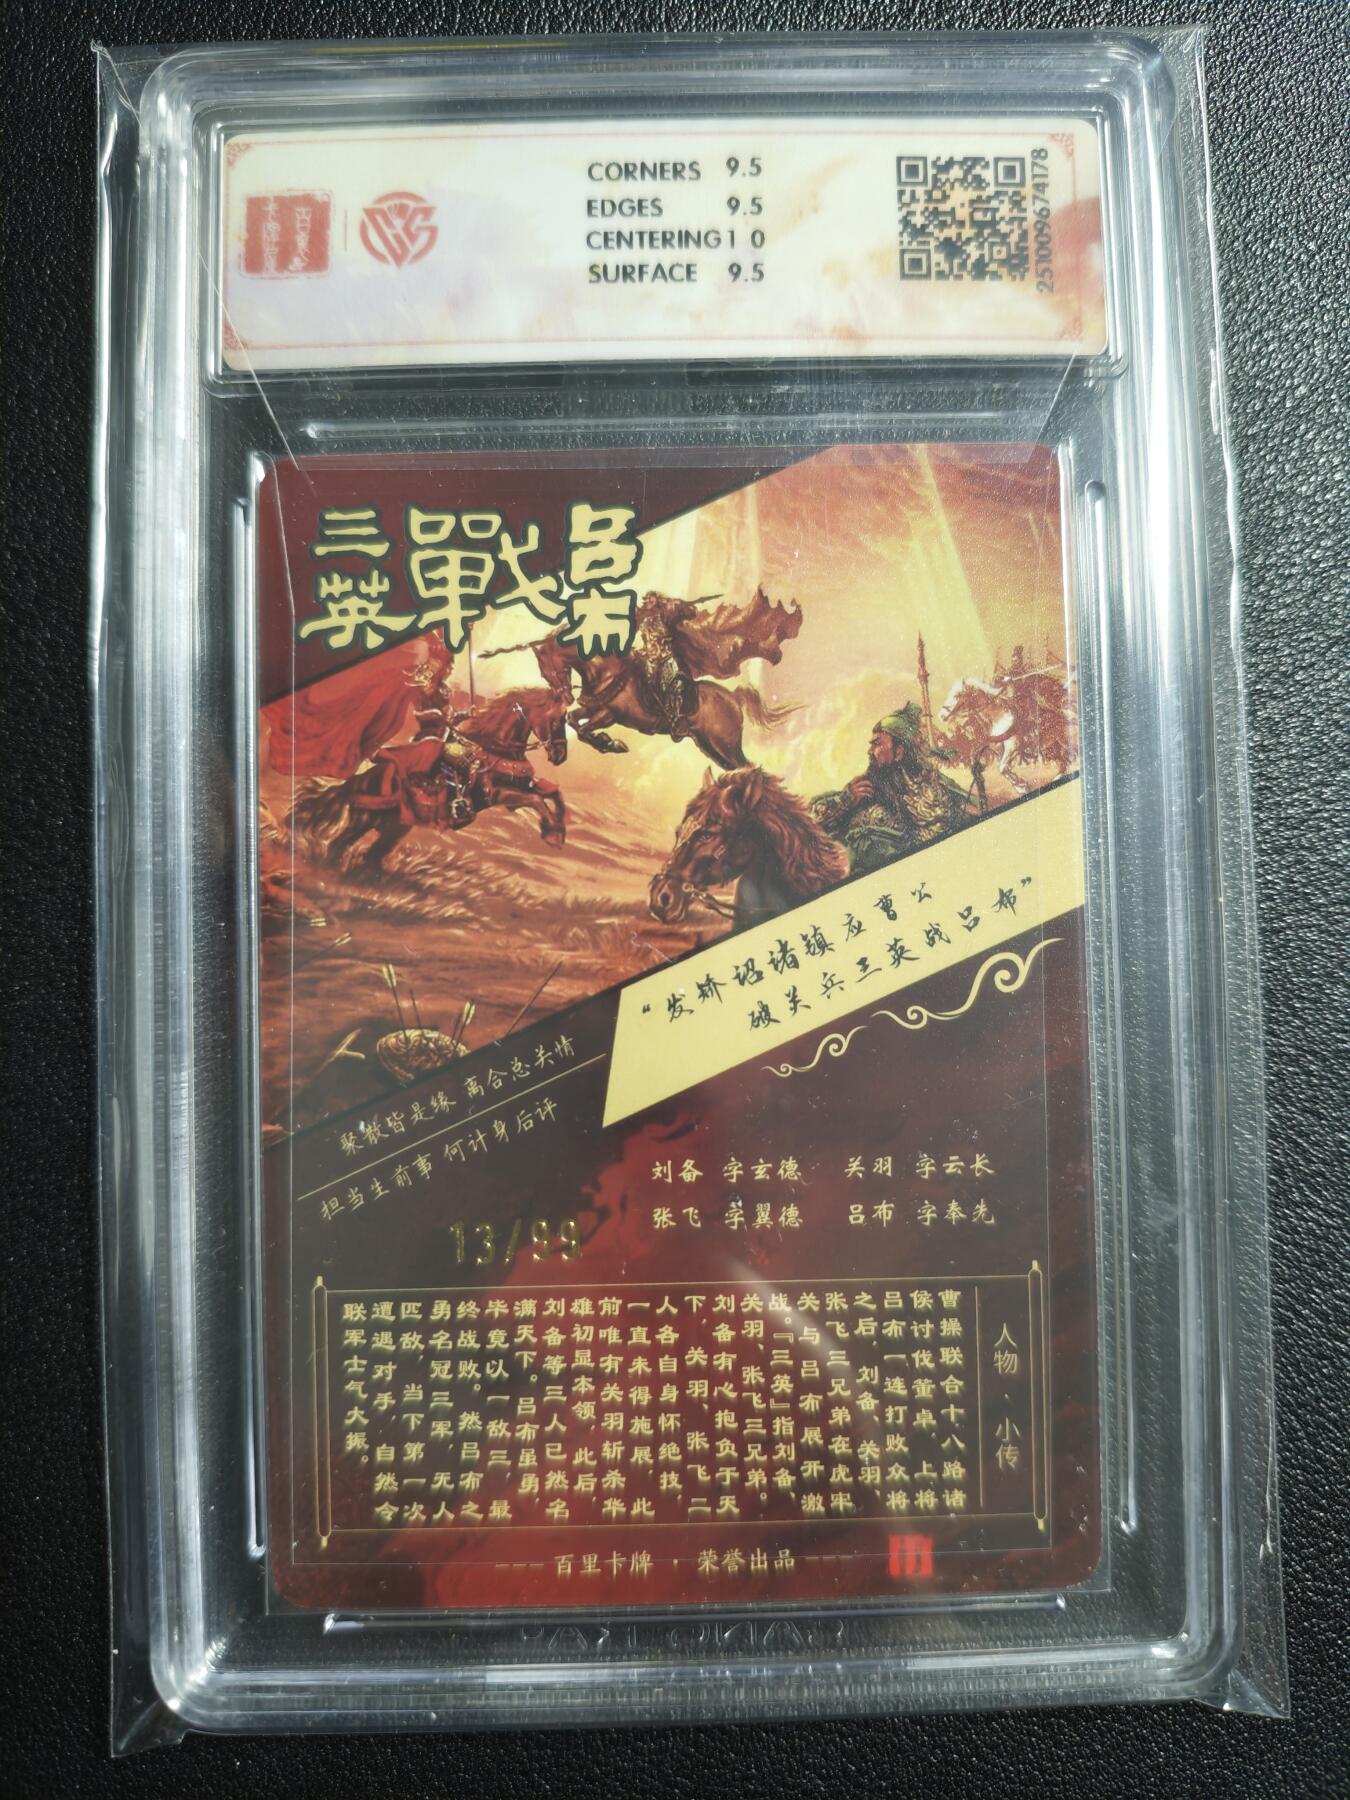 CORNERS 9.5
EDGES 9.5
CENTERING 10
SURFACE 9.5
251009674178
三英戰呂布
“发矫诏诸镇应曹公
破关兵三英战吕布”
聚散皆是缘 离合总关情
担当生前事 何计身后评
刘备 字玄德 关羽 字云长
张飞 字翼德 吕布 字奉先
13/99
人物·小传
曹操联合十八路诸
侯讨伐董卓,上将
吕布一连打败众将
之后,刘备、关羽、
张飞三兄弟在虎牢
关与吕布展开激
战。『三英』指刘备、
关羽、张飞三兄弟。
刘备有心抱负于天
下,关羽、张飞二
人各自身怀绝技,
一直未得施展,此
前唯有关羽斩杀华
雄初显本领,此后,
刘备等三人已然名
满天下。吕布虽勇,
毕竟以一敌三,最
终战败。然吕布之
勇名冠三军,无人
匹敌,当下第一次
遭遇对手,自然令
联军士气大振。
--- 百里卡牌 · 荣誉出品 ---